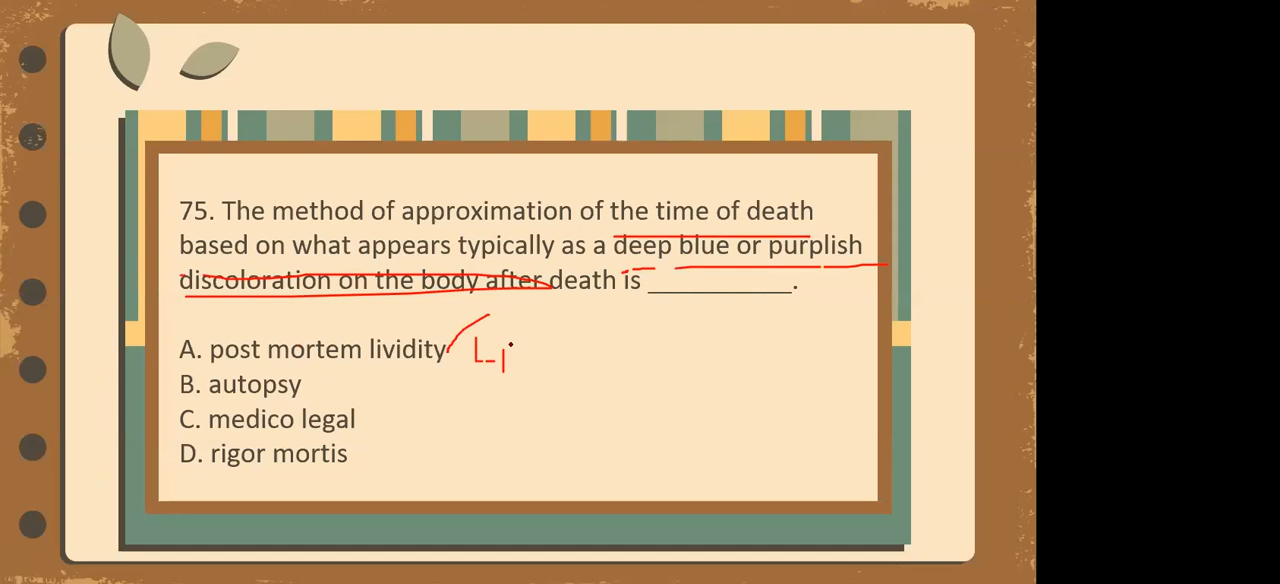 75. The method of approximation of the time of death
based on what appears typically as a deep blue or purplish
discoloration on the body after death is __________.
A. post mortem lividity
B. autopsy
C. medico legal
D. rigor mortis